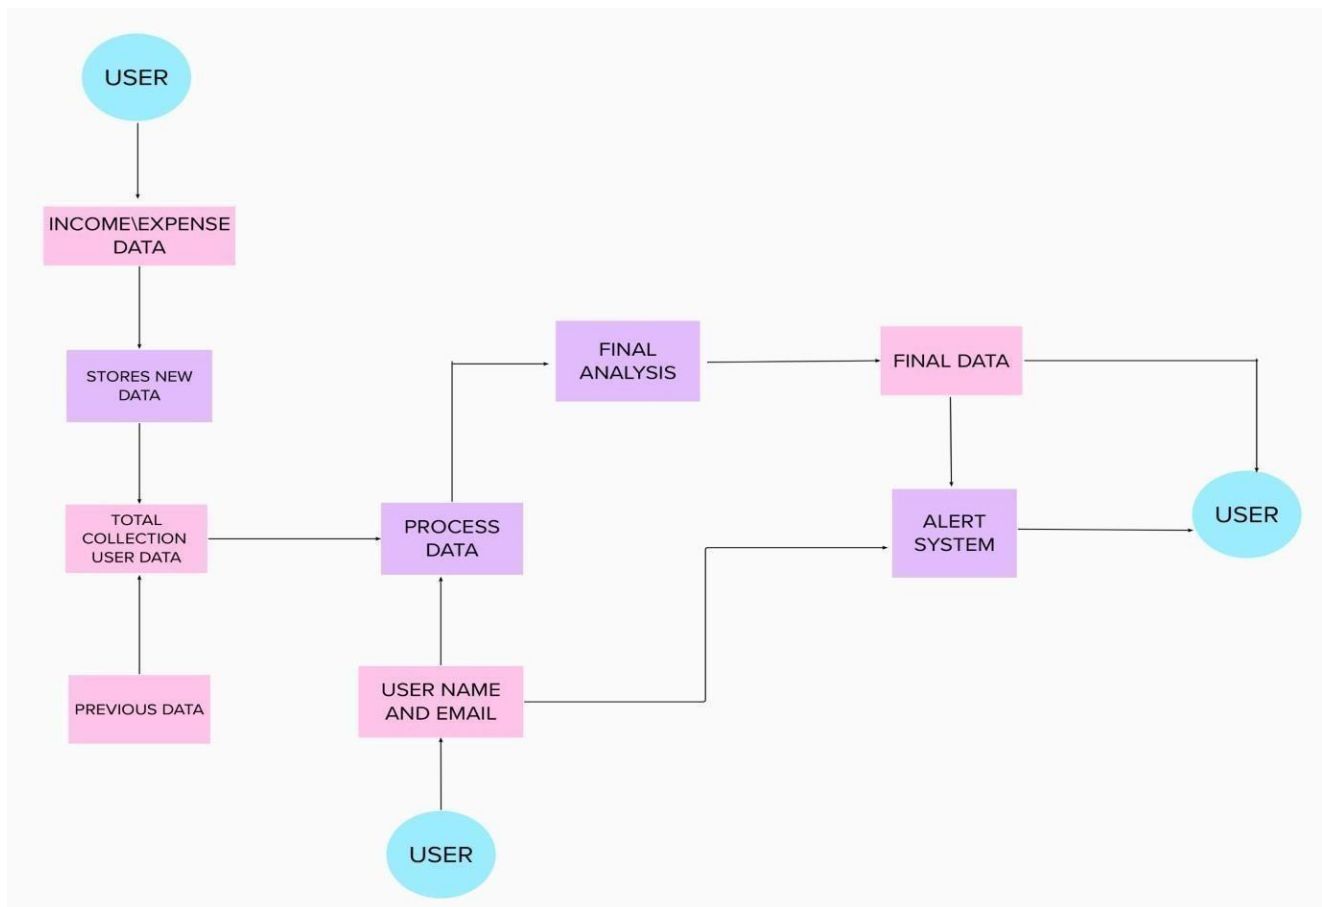 USER
INCOME\EXPENSE
DATA
STORES NEW
DATA
TOTAL
COLLECTION
USER DATA
PREVIOUS DATA
PROCESS
DATA
USER NAME
AND EMAIL
USER
FINAL
ANALYSIS
FINAL DATA
ALERT
SYSTEM
USER